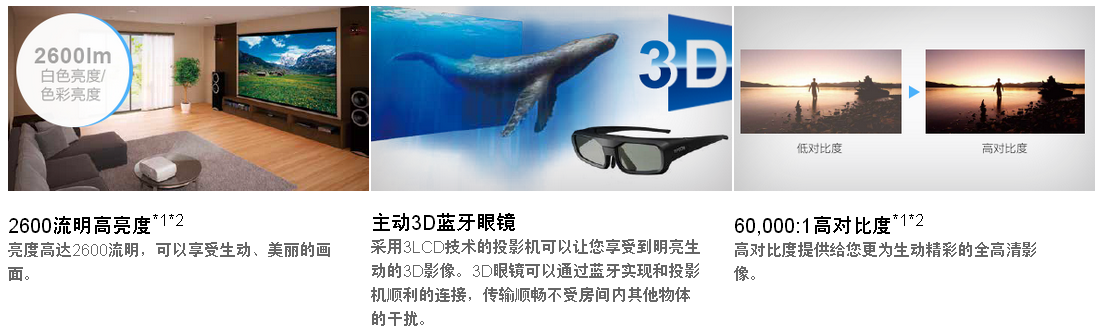 2600lm
白色亮度/
色彩亮度
3D
低对比度
高对比度
2600流明高亮度*1*2
亮度高达2600流明，可以享受生动、美丽的画
面。
主动3D蓝牙眼镜
采用3LCD技术的投影机可以让您享受到明亮生
动的3D影像。3D眼镜可以通过蓝牙实现和投影
机顺利的连接，传输顺畅不受房间内其他物体
的干扰。
60,000:1高对比度*1*2
高对比度提供给您更为生动精彩的全高清影
像。